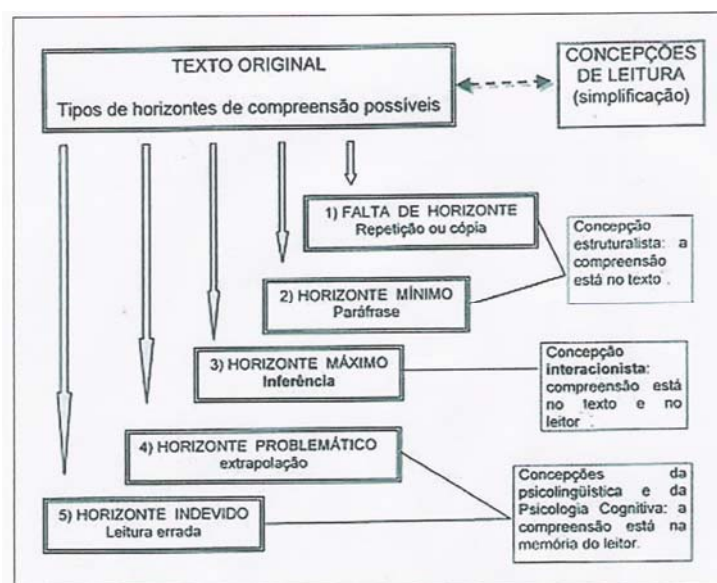 TEXTO ORIGINAL
Tipos de horizontes de compreensão possíveis
CONCEPÇÕES
DE LEITURA
(simplificação)
1) FALTA DE HORIZONTE
Repetição ou cópia
Concepção
estruturalista: a
compreensão
está no texto.
2) HORIZONTE MÍNIMO
Paráfrase
3) HORIZONTE MÁXIMO
Inferência
Concepção
interacionista:
compreensão está
no texto e no
leitor .
4) HORIZONTE PROBLEMÁTICO
extrapolação
Concepções da
psicolingüística e da
Psicologia Cognitiva: a
compreensão está na
memória do leitor.
5) HORIZONTE INDEVIDO
Leitura errada